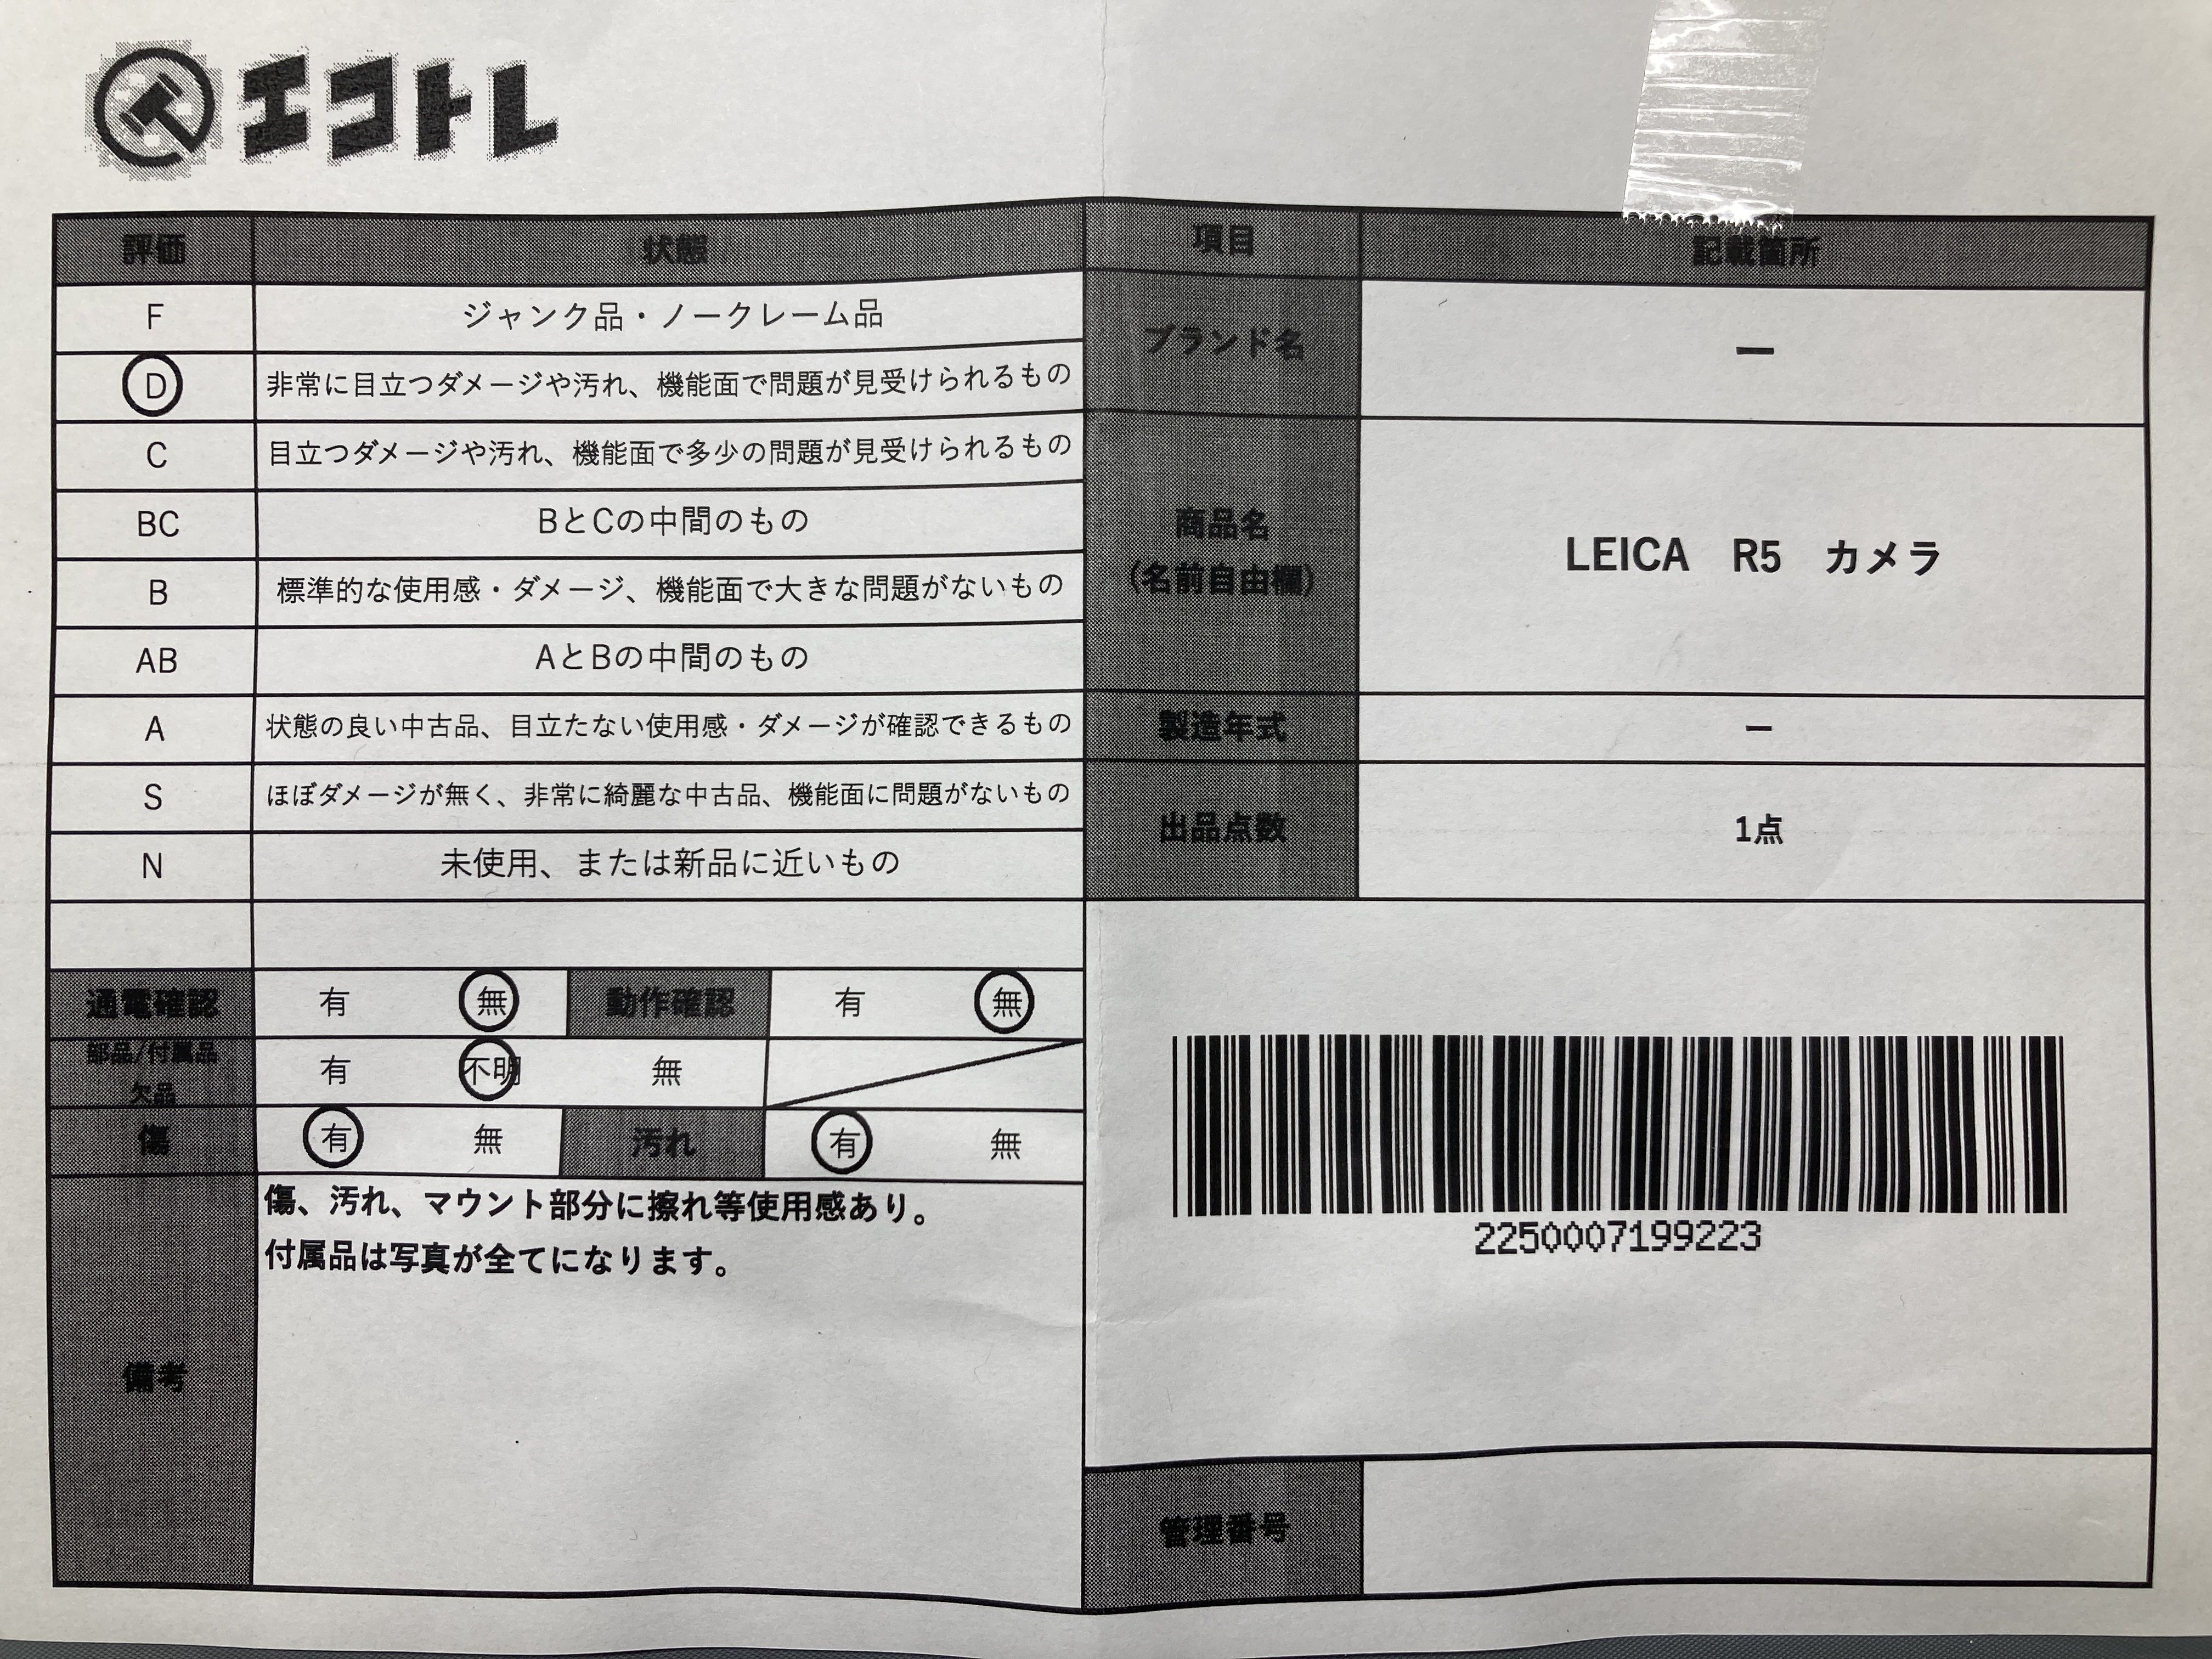 エコトレ
評価 状態
F ジャンク品・ノークレーム品
D 非常に目立つダメージや汚れ、機能面で問題が見受けられるもの
C 目立つダメージや汚れ、機能面で多少の問題が見受けられるもの
BC BとCの中間のもの
B 標準的な使用感・ダメージ、機能面で大きな問題がないもの
AB AとBの中間のもの
A 状態の良い中古品、目立たない使用感・ダメージが確認できるもの
S ほぼダメージが無く、非常に綺麗な中古品、機能面に問題がないもの
N 未使用、または新品に近いもの
通電確認 有 無 動作確認 有 無
部品/付属品
欠品 有 不明 無
傷 有 無 汚れ 有 無
備考
傷、汚れ、マウント部分に擦れ等使用感あり。
付属品は写真が全てになります。
項目 記載箇所
ブランド名 ー
商品名
(名前自由欄)
LEICA R5 カメラ
製造年式 ー
出品点数 1点
2250007199223
管理番号